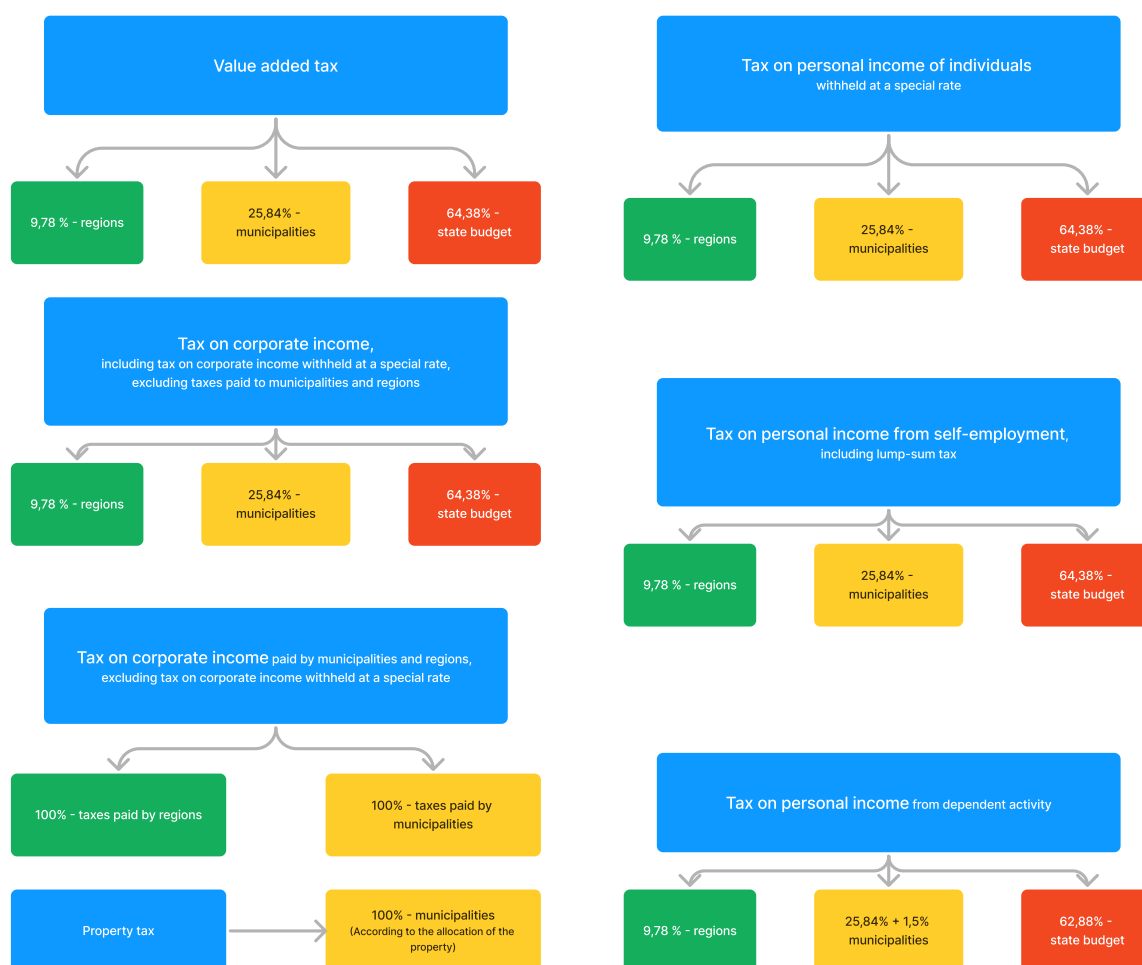 Value added tax
9,78 % - regions
25,84% -
municipalities
64,38% -
state budget
Tax on corporate income,
including tax on corporate income withheld at a special rate,
excluding taxes paid to municipalities and regions
9,78 % - regions
25,84% -
municipalities
64,38% -
state budget
Tax on corporate income paid by municipalities and regions,
excluding tax on corporate income withheld at a special rate
100% - taxes paid by regions
100% - taxes paid by
municipalities
Property tax
100% - municipalities
(According to the allocation of the
property)
Tax on personal income of individuals
withheld at a special rate
9,78 % - regions
25,84% -
municipalities
64,38% -
state budget
Tax on personal income from self-employment,
including lump-sum tax
9,78 % - regions
25,84% -
municipalities
64,38% -
state budget
Tax on personal income from dependent activity
9,78 % - regions
25,84% + 1,5%
municipalities
62,88% -
state budget